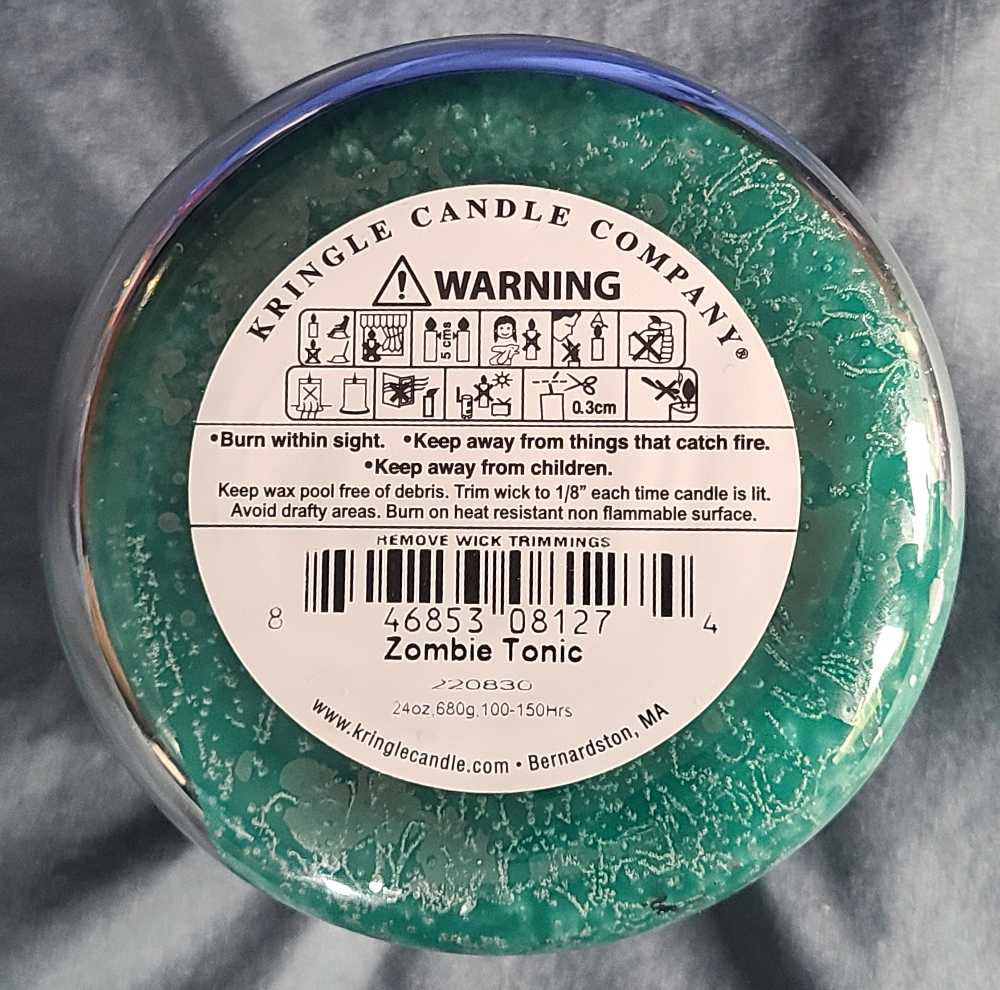 KRINGLE CANDLE COMPANY®
WARNING
5 cms
0.3cm
•Burn within sight. •Keep away from things that catch fire.
•Keep away from children.
Keep wax pool free of debris. Trim wick to 1/8” each time candle is lit.
Avoid drafty areas. Burn on heat resistant non flammable surface.
REMOVE WICK TRIMMINGS
8 46853 08127 4
Zombie Tonic
220830
24oz,680g,100-150Hrs
www.kringlecandle.com • Bernardston, MA